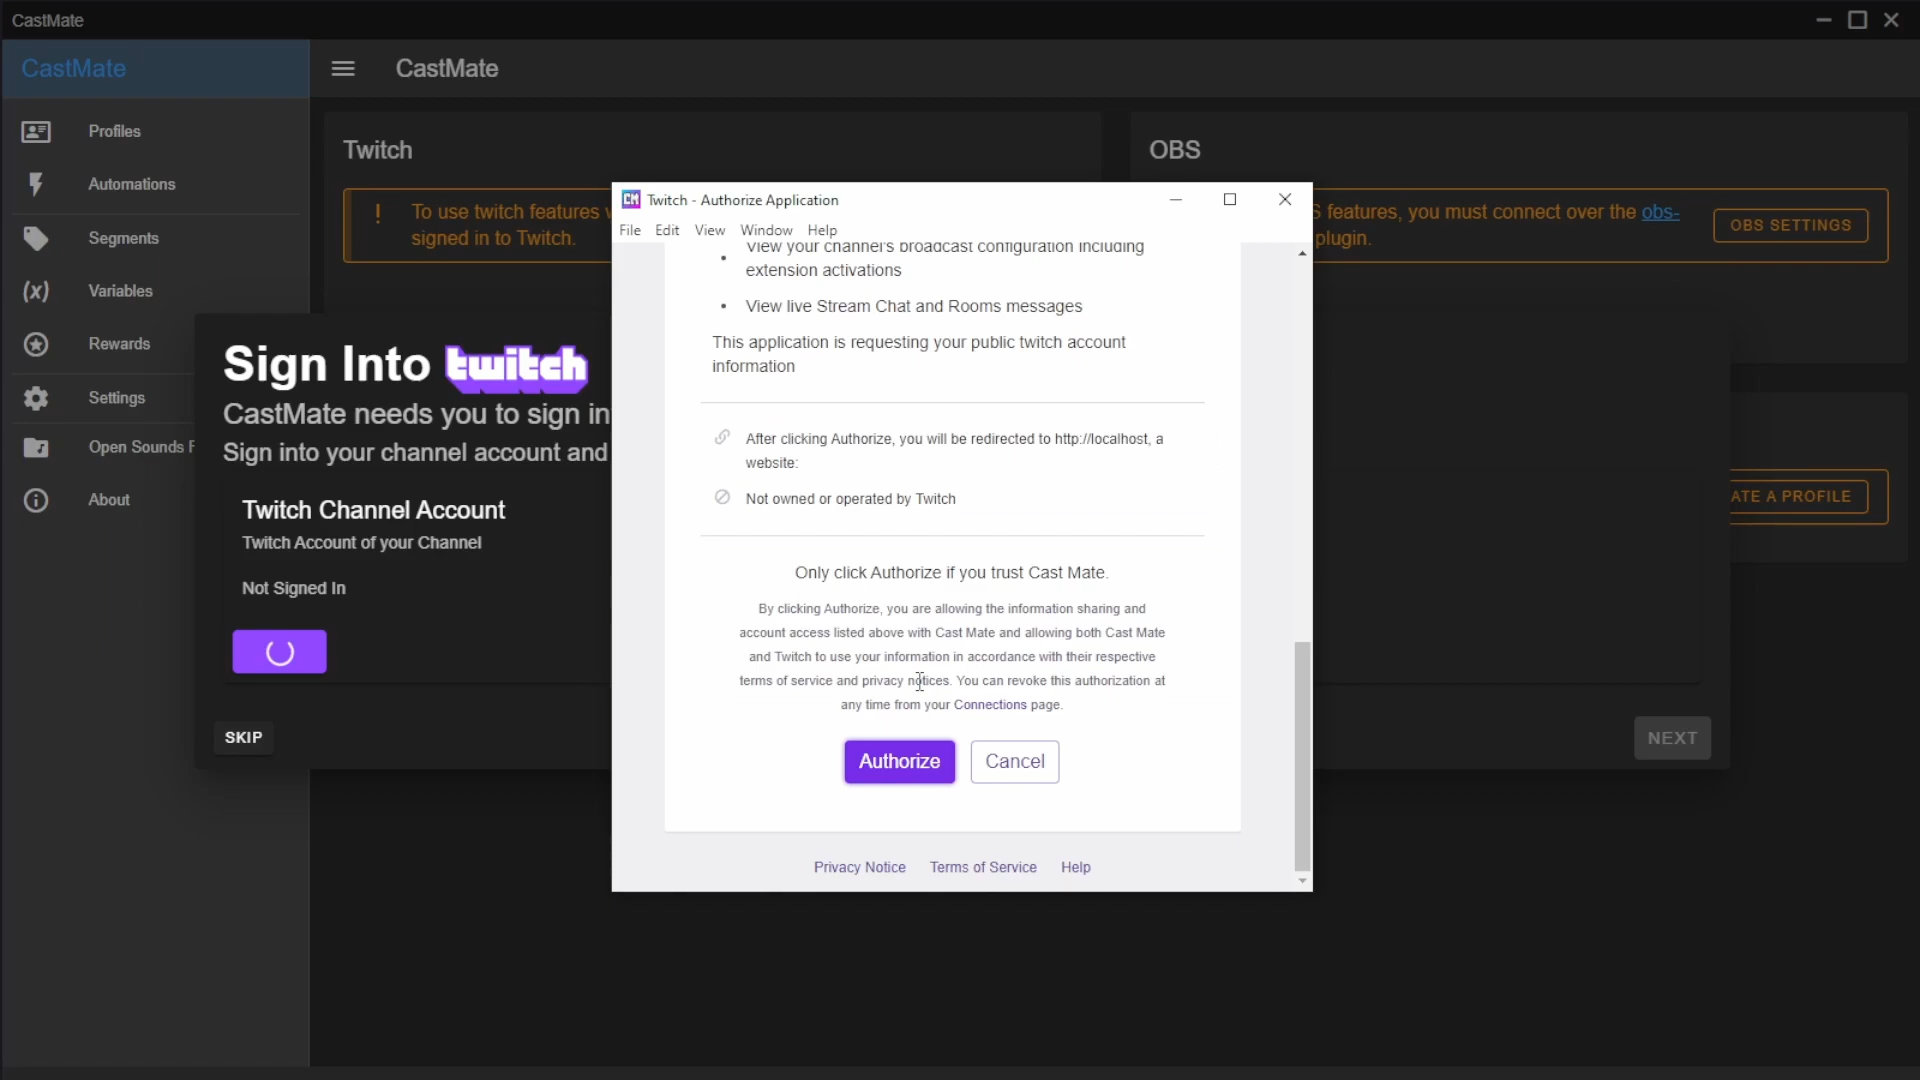 CastMate
CastMate
CastMate
Profiles
Automations
Segments
Variables
Rewards
Settings
Open Sounds
About
Twitch
! To use twitch features
signed in to Twitch.
OBS
features, you must connect over the obs-
plugin.
OBS SETTINGS
ATE A PROFILE
Sign Into twitch
CastMate needs you to sign in
Sign into your channel account and
Twitch Channel Account
Twitch Account of your Channel
Not Signed In
SKIP
NEXT
CM Twitch - Authorize Application
File Edit View Window Help
View your channel's broadcast configuration including
extension activations
• View live Stream Chat and Rooms messages
This application is requesting your public twitch account
information
After clicking Authorize, you will be redirected to http://localhost, a
website:
Not owned or operated by Twitch
Only click Authorize if you trust Cast Mate.
By clicking Authorize, you are allowing the information sharing and
account access listed above with Cast Mate and allowing both Cast Mate
and Twitch to use your information in accordance with their respective
terms of service and privacy notices. You can revoke this authorization at
any time from your Connections page.
Authorize Cancel
Privacy Notice Terms of Service Help